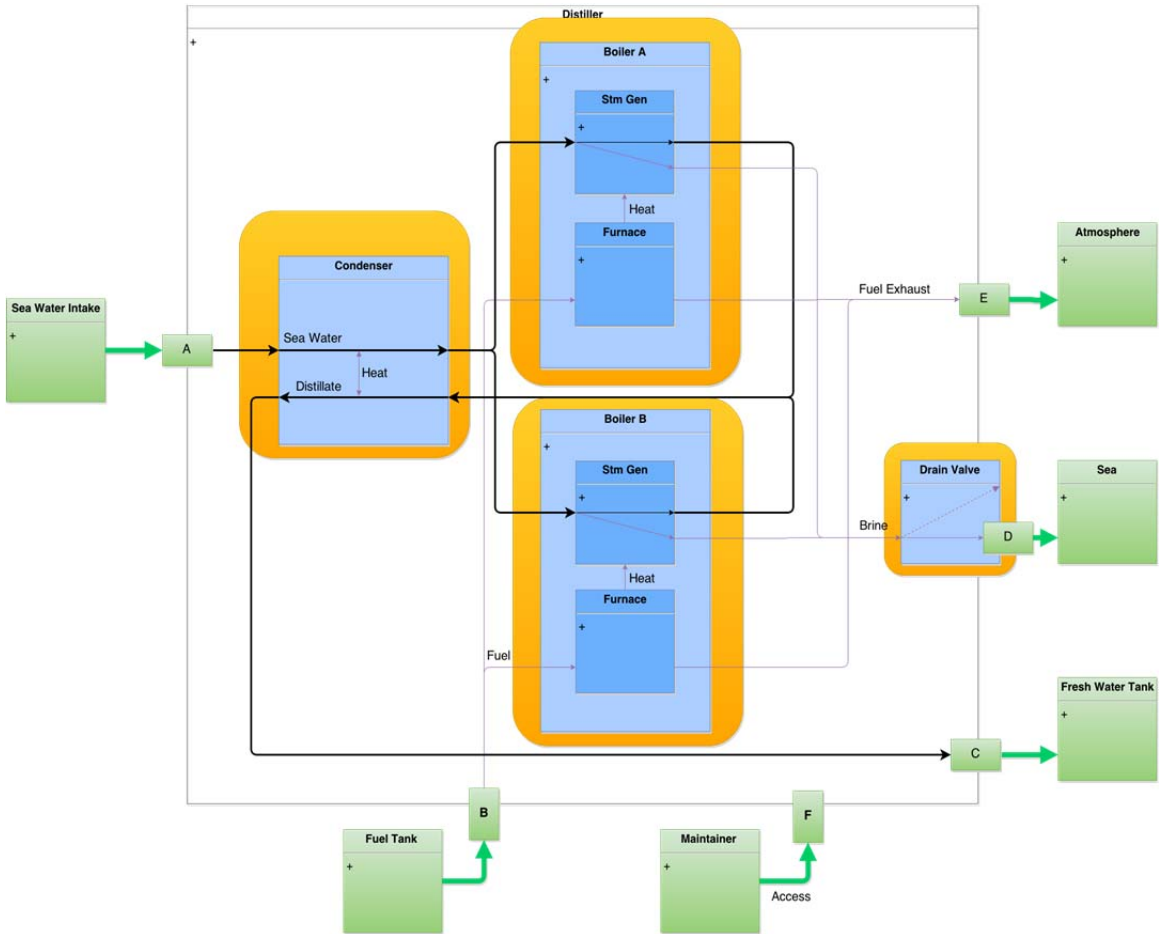 Distiller
+
Boiler A
+
Stm Gen
+
Heat
Furnace
+
Condenser
Sea Water
Heat
Distillate
Sea Water Intake
+
A
Fuel Exhaust
E
Atmosphere
+
Boiler B
+
Stm Gen
+
Heat
Furnace
+
Fuel
Drain Valve
+
Brine
D
Sea
+
Fresh Water Tank
+
C
B
Fuel Tank
+
F
Maintainer
+
Access